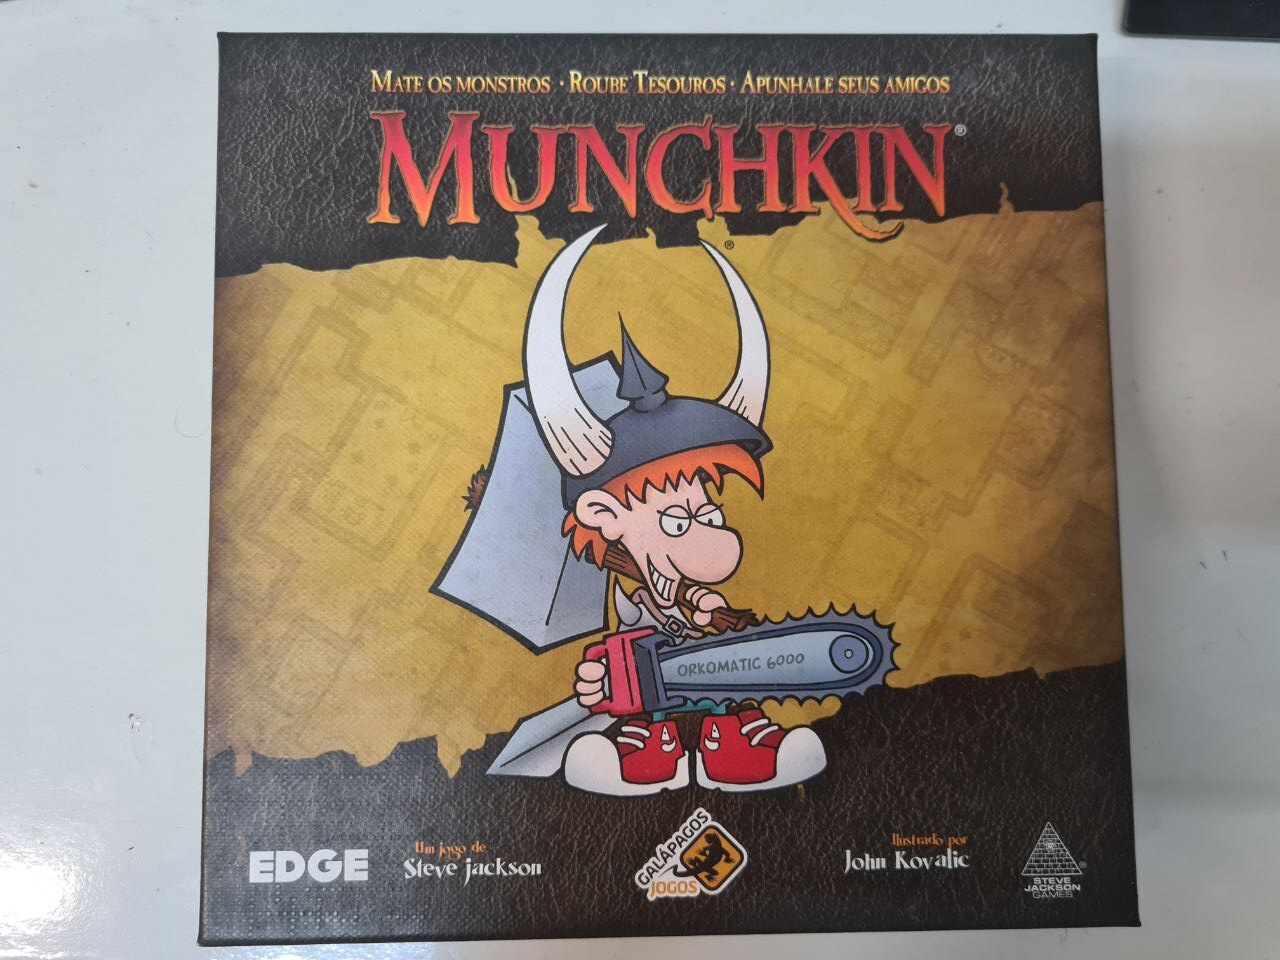 MATE OS MONSTROS · ROUBE TESOUROS · APUNHALE SEUS AMIGOS
MUNCHKIN®
®
ORKOMATIC 6000
EDGE
Um jogo de
Steve jackson
GALÁPAGOS
JOGOS
Ilustrado por
John Kovalic
STEVE
JACKSON
GAMES
®